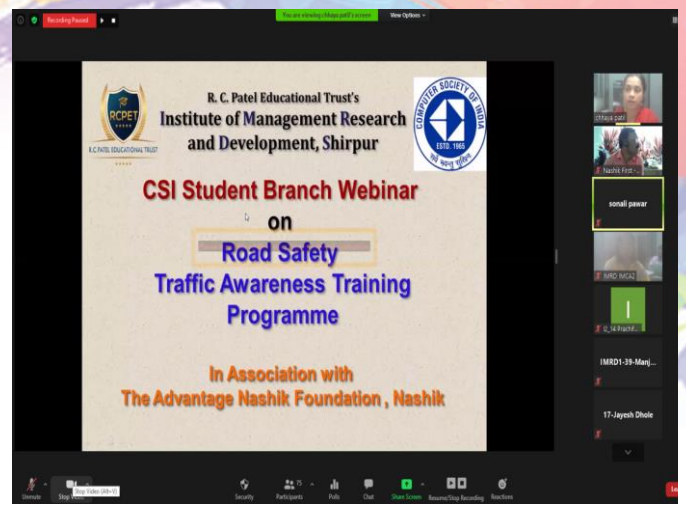 Recording Paused
You are viewing chhaya patil's screen
View Options
R. C. Patel Educational Trust's
Institute of Management Research
and Development, Shirpur
RCPET
R.C.PATEL EDUCATIONAL TRUST
COMPUTER SOCIETY OF INDIA
ESTD. 1965
CSI Student Branch Webinar
on
Road Safety
Traffic Awareness Training
Programme
In Association with
The Advantage Nashik Foundation , Nashik
chhaya patil
Nashik First -...
sonali pawar
IMRD IMCA2
I
IMRD1-39-Manj...
17-Jayesh Dhole
Unmute
Stop Video
Stop Video (Alt+V)
Security
Participants
75
Polls
Chat
Share Screen
Resume/Stop Recording
Reactions